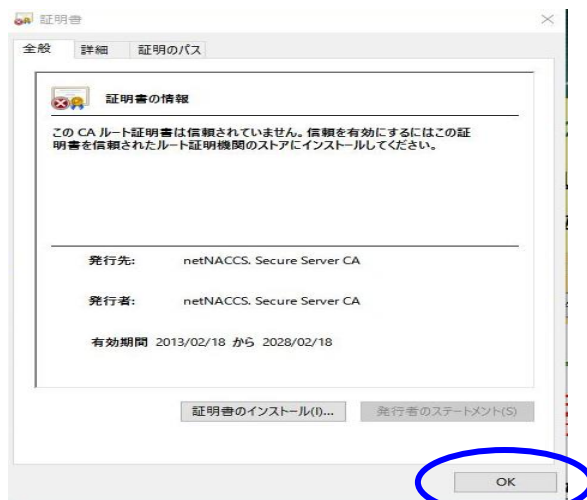 証明書
全般 詳細 証明のパス
証明書の情報
この CA ルート証明書は信頼されていません。信頼を有効にするにはこの証
明書を信頼されたルート証明機関のストアにインストールしてください。
発行先: netNACCS. Secure Server CA
発行者: netNACCS. Secure Server CA
有効期間 2013/02/18 から 2028/02/18
証明書のインストール(I)... 発行者のステートメント(S)
OK